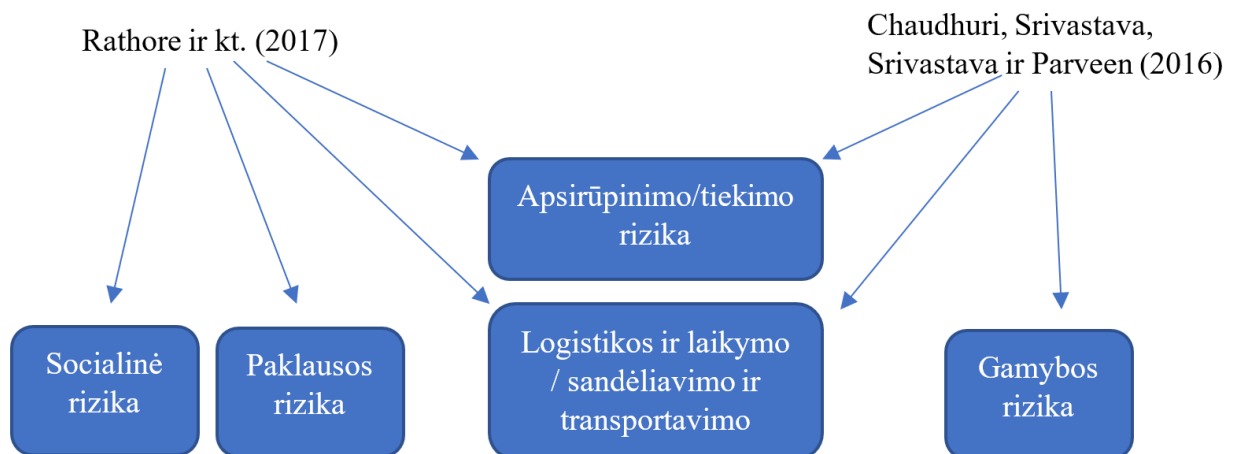 Rathore ir kt. (2017)
Chaudhuri, Srivastava,
Srivastava ir Parveen (2016)
Apsirūpinimo/tiekimo
rizika
Socialinė
rizika
Paklausos
rizika
Logistikos ir laikymo
/ sandėliavimo ir
transportavimo
Gamybos
rizika